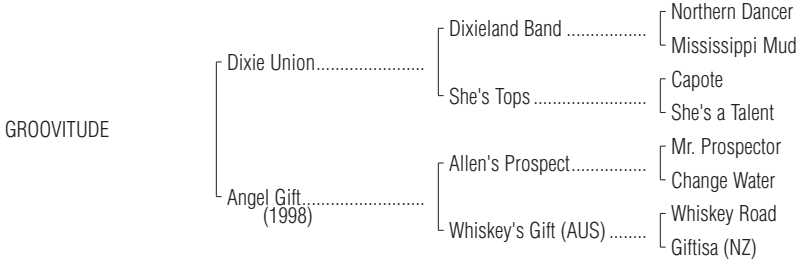 Northern Dancer
Dixieland Band .................
Mississippi Mud
Dixie Union.......................
Capote
She's Tops........................
She's a Talent
GROOVITUDE
Mr. Prospector
Allen's Prospect................
Change Water
Angel Gift..........................
(1998)
Whiskey Road
Whiskey's Gift (AUS) ........
Giftisa (NZ)